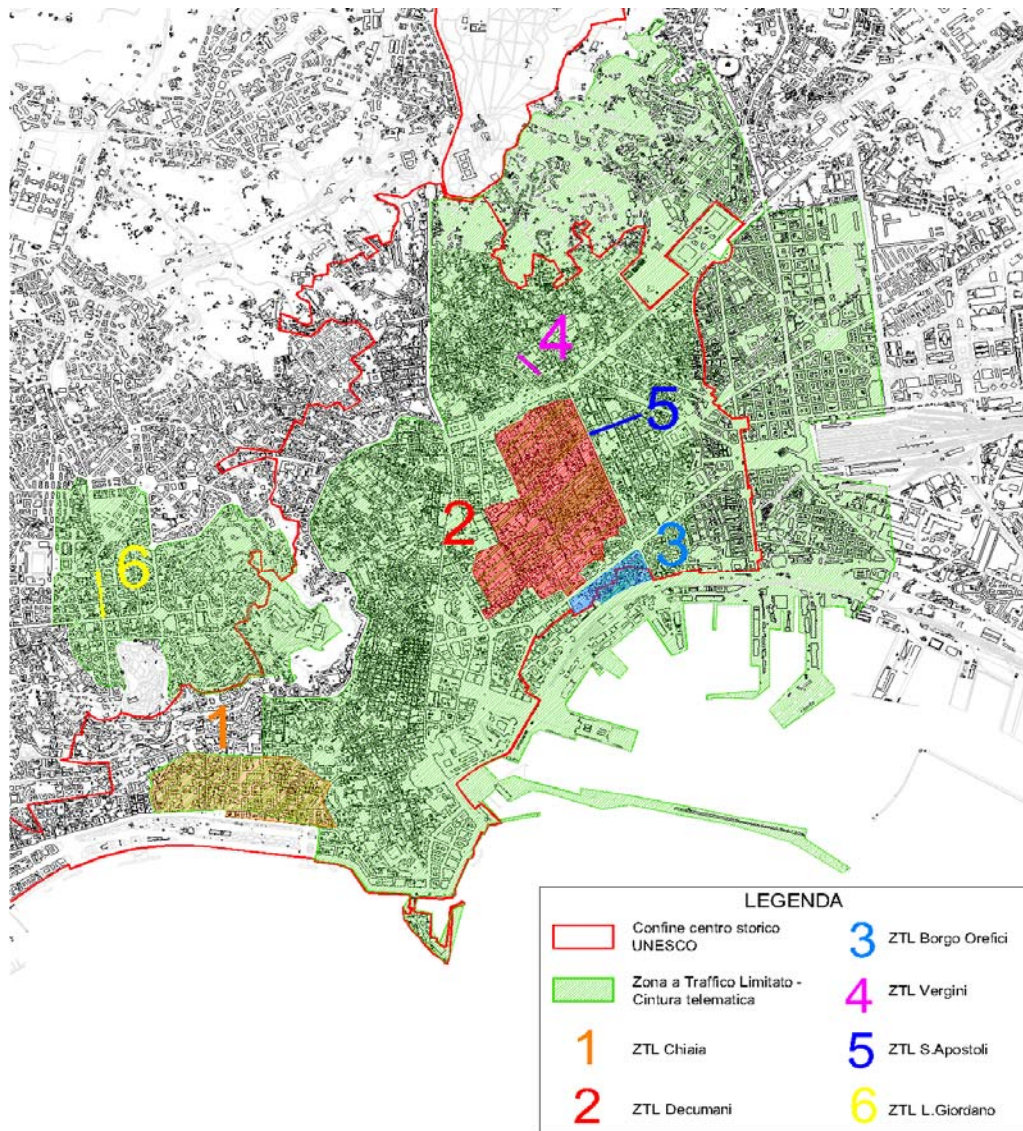 4
5
2
3
6
1
LEGENDA
Confine centro storico
UNESCO
Zona a Traffico Limitato -
Cintura telematica
1 ZTL Chiaia
2 ZTL Decumani
3 ZTL Borgo Orefici
4 ZTL Vergini
5 ZTL S.Apostoli
6 ZTL L.Giordano